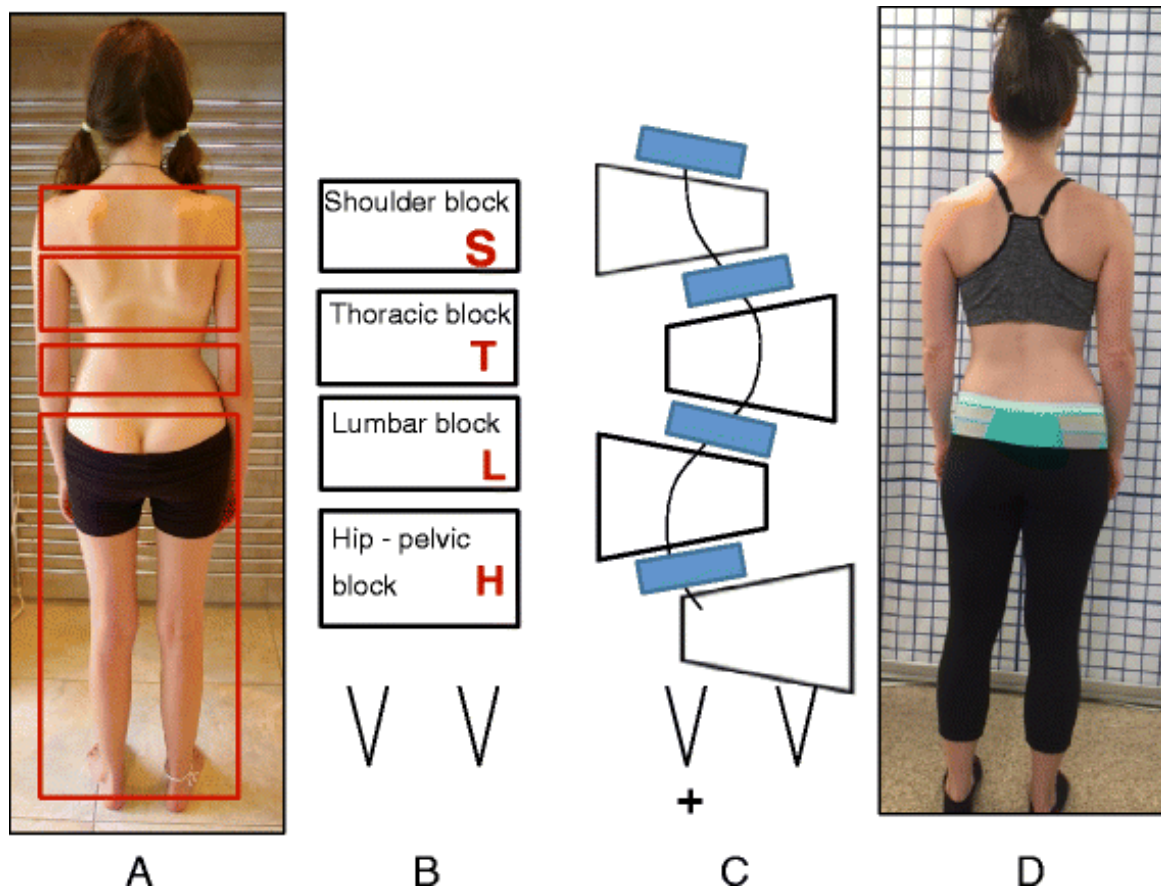 Shoulder block
S
Thoracic block
T
Lumbar block
L
Hip - pelvic
block
H
+
A
B
C
D